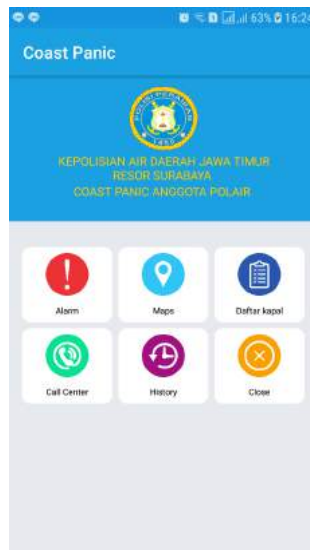 63% 16:24
Coast Panic
KEPOLISIAN AIR DAERAH JAWA TIMUR
RESOR SURABAYA
COAST PANIC ANGGOTA POLAIR
Alarm
Maps
Daftar kapal
Call Center
History
Close